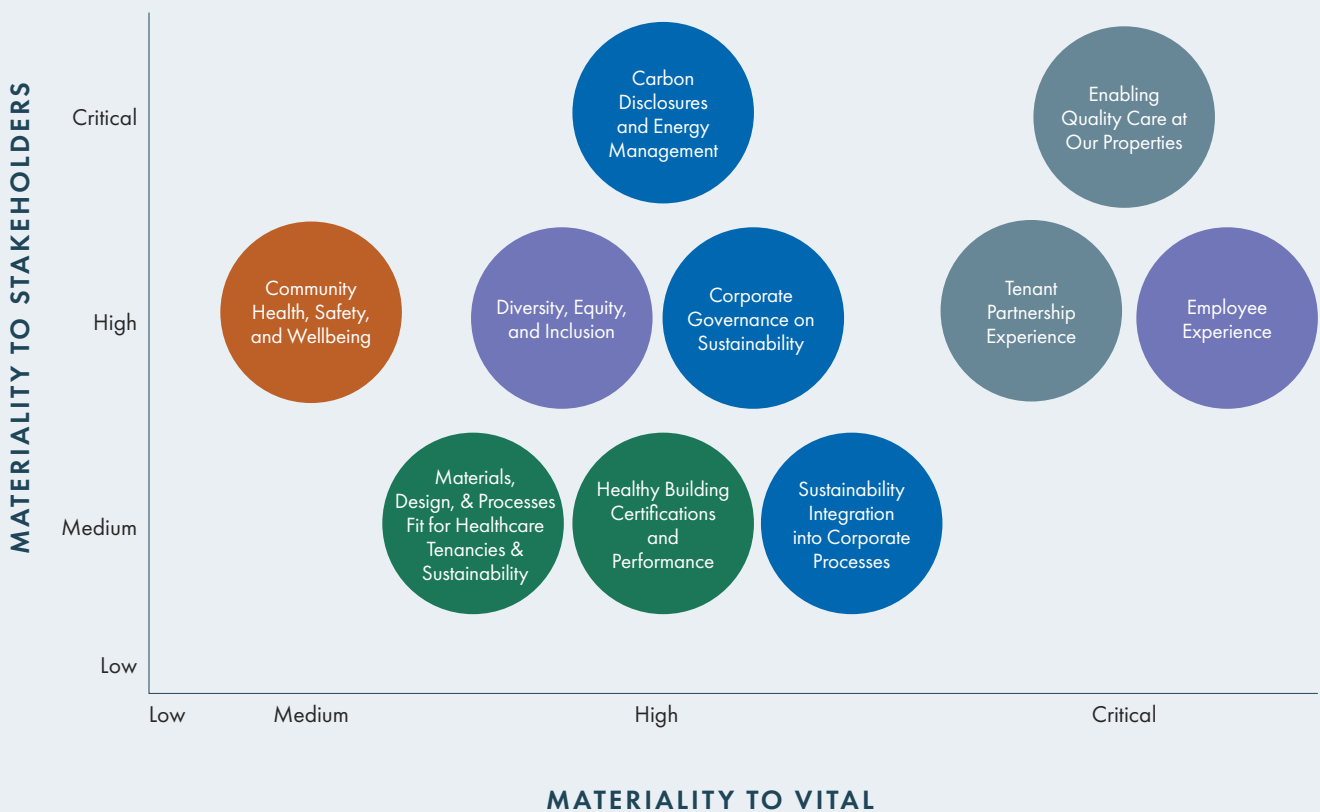 MATERIALITY TO STAKEHOLDERS
Critical
High
Medium
Low
Carbon
Disclosures
and Energy
Management
Enabling
Quality Care at
Our Properties
Community
Health, Safety,
and Wellbeing
Diversity, Equity,
and Inclusion
Corporate
Governance on
Sustainability
Tenant
Partnership
Experience
Employee
Experience
Materials,
Design, & Processes
Fit for Healthcare
Tenancies &
Sustainability
Healthy Building
Certifications
and
Performance
Sustainability
Integration
into Corporate
Processes
Low
Medium
High
Critical
MATERIALITY TO VITAL